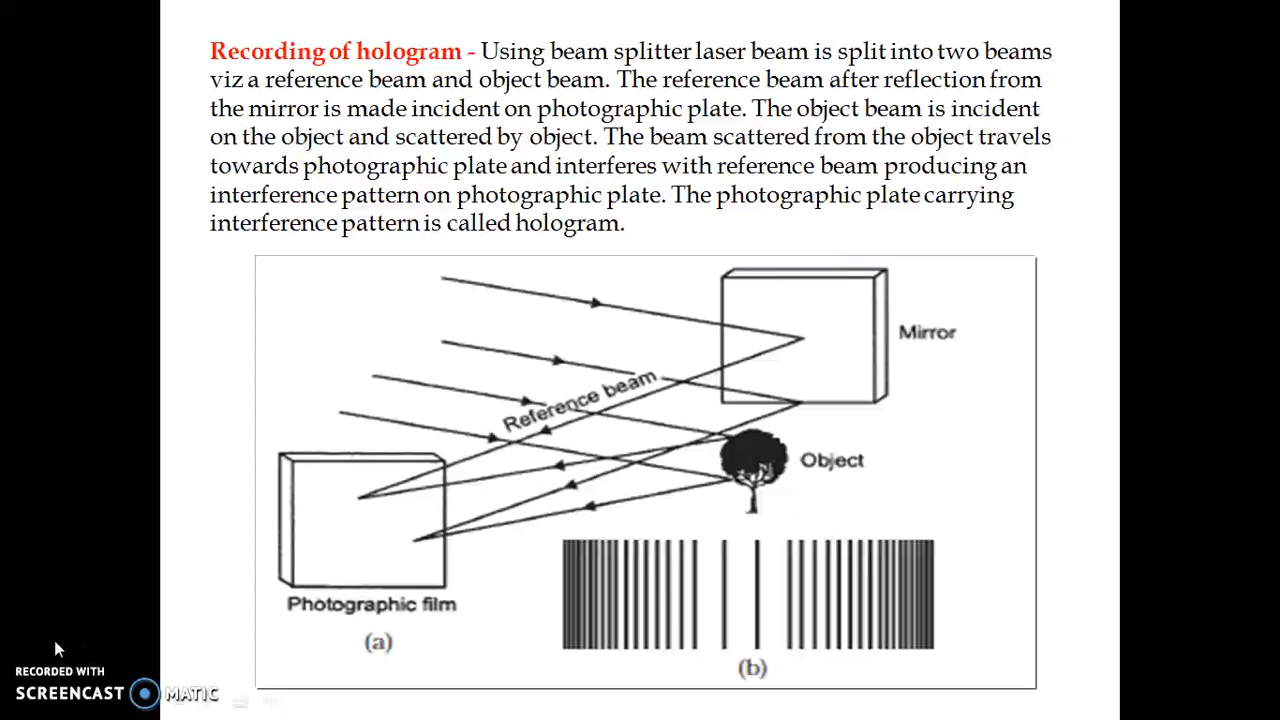 Recording of hologram - Using beam splitter laser beam is split into two beams
viz a reference beam and object beam. The reference beam after reflection from
the mirror is made incident on photographic plate. The object beam is incident
on the object and scattered by object. The beam scattered from the object travels
towards photographic plate and interferes with reference beam producing an
interference pattern on photographic plate. The photographic plate carrying
interference pattern is called hologram.
Mirror
Reference beam
Object
Photographic film
(a)
(b)
RECORDED WITH
SCREENCAST MATIC